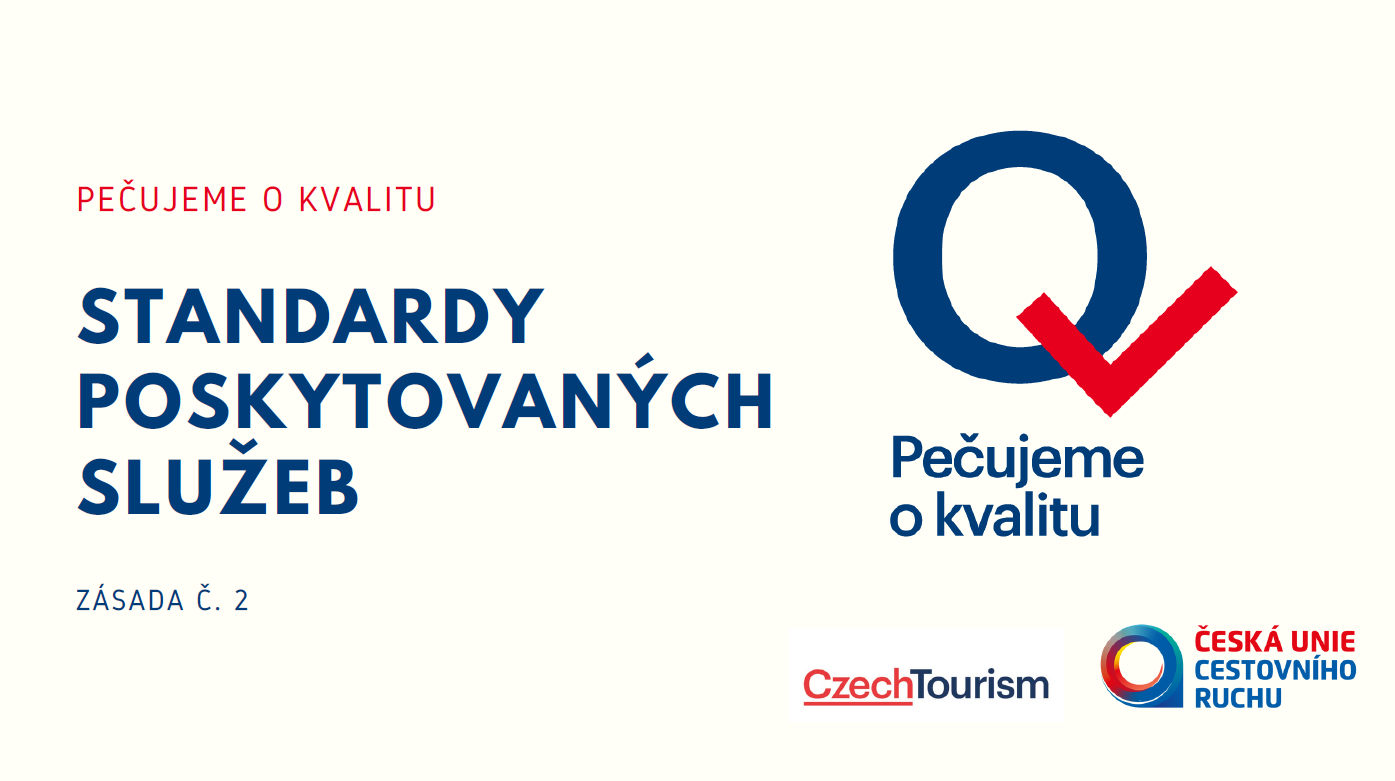 PEČUJEME O KVALITU
STANDARDY
POSKYTOVANÝCH
SLUŽEB
ZÁSADA Č. 2
Pečujeme
o kvalitu
CzechTourism
ČESKÁ UNIE
CESTOVNÍHO
RUCHU